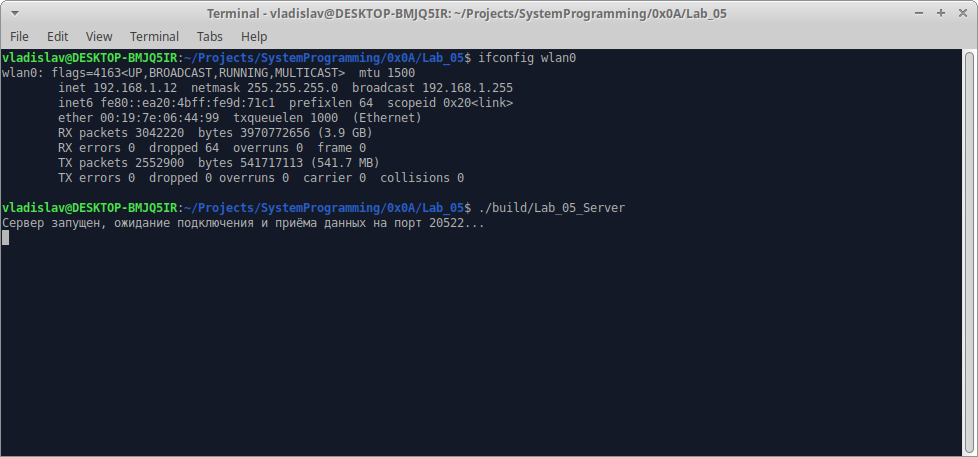 Terminal - vladislav@DESKTOP-BMJQ5IR: ~/Projects/SystemProgramming/0x0A/Lab_05
File Edit View Terminal Tabs Help
vladislav@DESKTOP-BMJQ5IR:~/Projects/SystemProgramming/0x0A/Lab_05$ ifconfig wlan0
wlan0: flags=4163<UP,BROADCAST,RUNNING,MULTICAST>  mtu 1500
        inet 192.168.1.12  netmask 255.255.255.0  broadcast 192.168.1.255
        inet6 fe80::ea20:4bff:fe9d:71c1  prefixlen 64  scopeid 0x20<link>
        ether 00:19:7e:06:44:99  txqueuelen 1000  (Ethernet)
        RX packets 3042220  bytes 3970772656 (3.9 GB)
        RX errors 0  dropped 64  overruns 0  frame 0
        TX packets 2552900  bytes 541717113 (541.7 MB)
        TX errors 0  dropped 0 overruns 0  carrier 0  collisions 0
vladislav@DESKTOP-BMJQ5IR:~/Projects/SystemProgramming/0x0A/Lab_05$ ./build/Lab_05_Server
Сервер запущен, ожидание подключения и приёма данных на порт 20522...